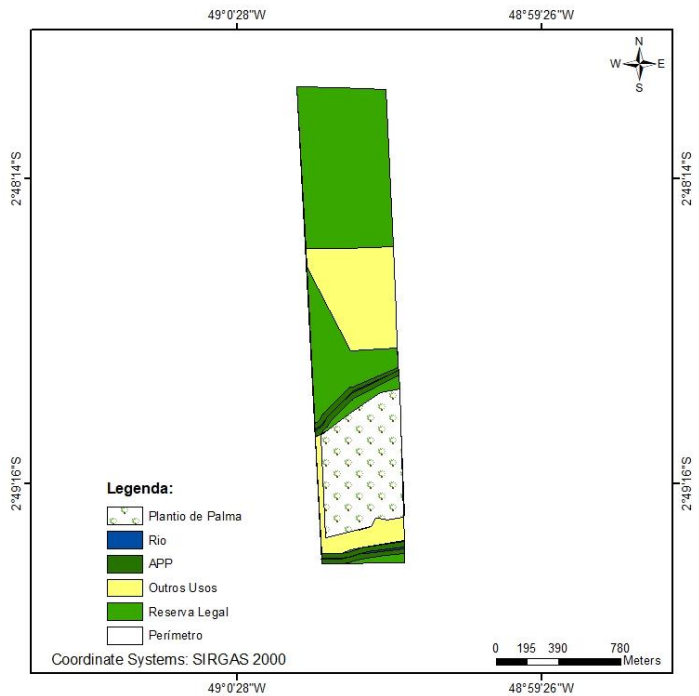 49°0'28"W
48°59'26"W
N
W
E
S
2°48'14"S
2°48'14"S
2°49'16"S
2°49'16"S
Legenda:
Plantio de Palma
Rio
APP
Outros Usos
Reserva Legal
Perímetro
Coordinate Systems: SIRGAS 2000
0 195 390 780
Meters
49°0'28"W
48°59'26"W